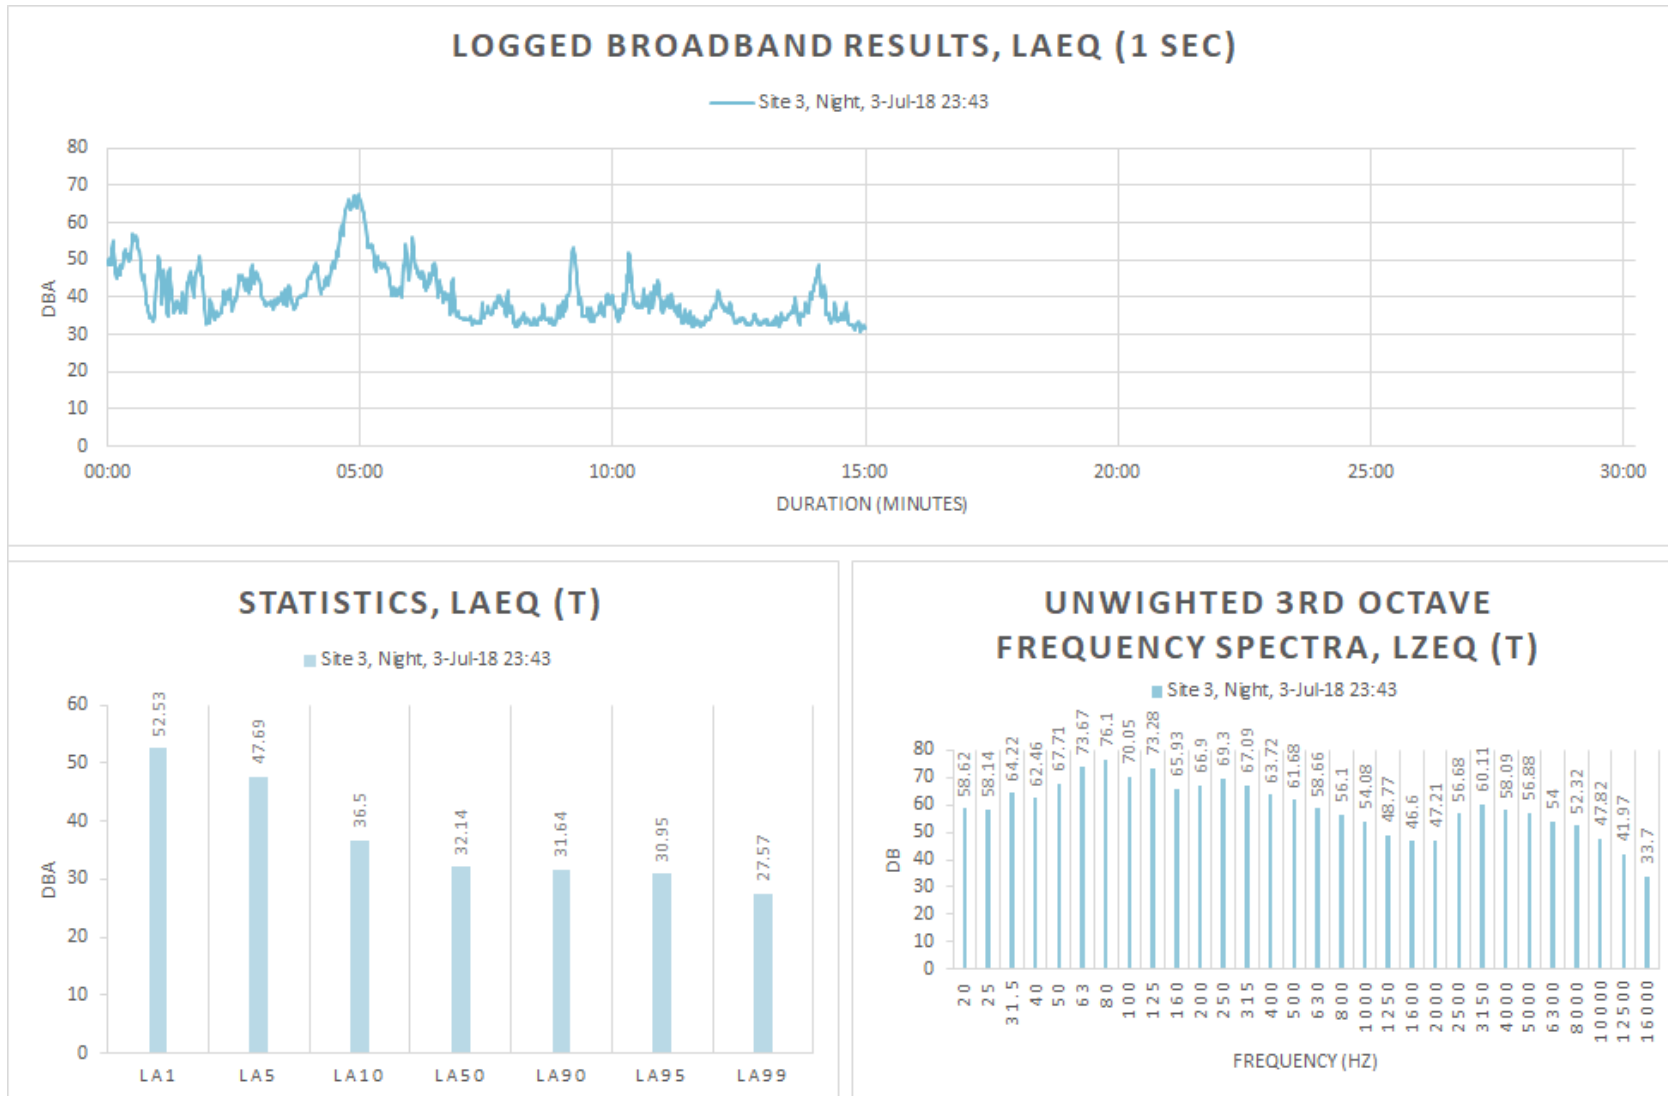 LOGGED BROADBAND RESULTS, LAEQ (1 SEC)
Site 3, Night, 3-Jul-18 23:43
80
70
60
50
40
30
20
10
0
DBA
00:00 05:00 10:00 15:00 20:00 25:00 30:00
DURATION (MINUTES)
STATISTICS, LAEQ (T)
Site 3, Night, 3-Jul-18 23:43
60
50
40
30
20
10
0
DBA
52.53 47.69 36.5 32.14 31.64 30.95 27.57
LA1 LA5 LA10 LA50 LA90 LA95 LA99
UNWIGHTED 3RD OCTAVE
FREQUENCY SPECTRA, LZEQ (T)
Site 3, Night, 3-Jul-18 23:43
80
70
60
50
40
30
20
10
0
DB
58.62 58.14 64.22 62.46 67.71 73.67 76.1 70.05 73.28 65.93 66.9 69.3 67.09 63.72 61.68 58.66 56.1 54.08 48.77 46.6 47.21 56.68 60.11 58.09 56.88 54 52.32 47.82 41.97 33.7
20 25 31.5 40 50 63 80 100 125 160 200 250 315 400 500 630 800 1000 1250 1600 2000 2500 3150 4000 5000 6300 8000 10000 12500 16000
FREQUENCY (HZ)